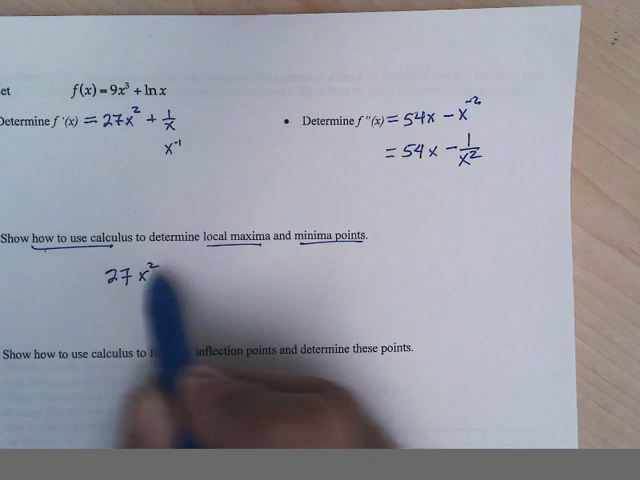 et f(x) = 9x³ + ln x
Determine f '(x) = 27x² + 1/x
x⁻¹
• Determine f "(x) = 54x − x⁻²
= 54x − 1/x²
Show how to use calculus to determine local maxima and minima points.
27x²
Show how to use calculus to inflection points and determine these points.